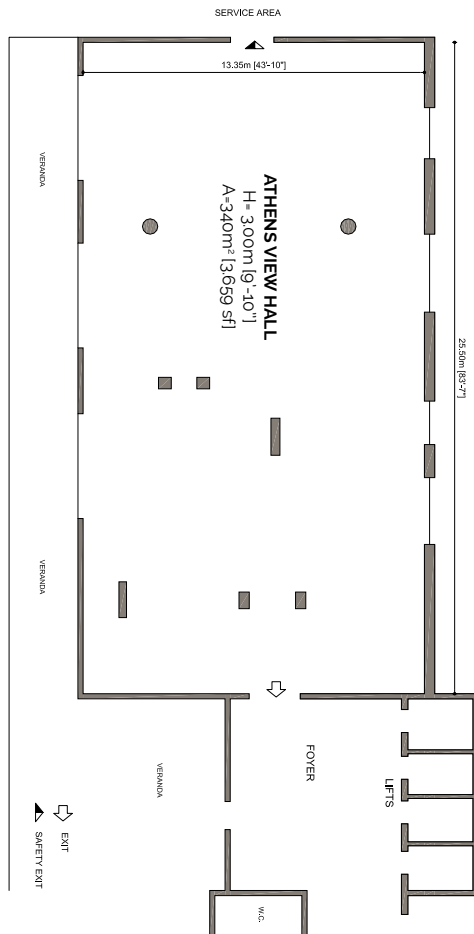 SERVICE AREA
13.35m [43'-10"]
VERANDA
ATHENS VIEW HALL
H= 3.00m [9'-10"]
A=340m² [3.659 sf]
25.50m [83'-7"]
VERANDA
FOYER
LIFTS
VERANDA
EXIT
SAFETY EXIT
W.C.